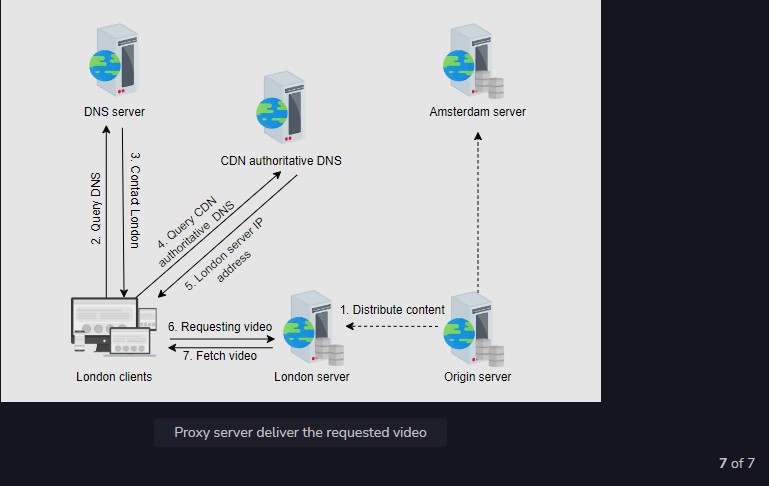 DNS server
Amsterdam server
CDN authoritative DNS
2. Query DNS
3. Contad London
4. Query CDN
authoritative DNS
5. London server IP
address
1. Distribute content
6. Requesting video
7. Fetch video
London clients
London server
Origin server
Proxy server deliver the requested video
7 of 7